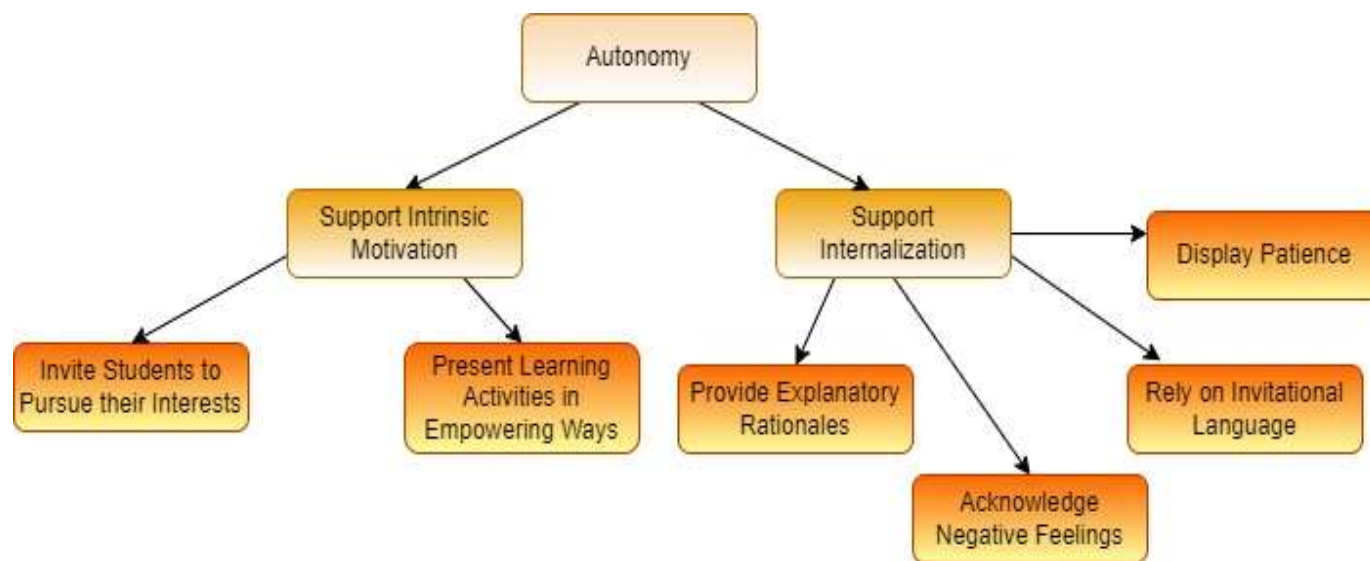 Autonomy
Support Intrinsic
Motivation
Support
Internalization
Display Patience
Invite Students to
Pursue their Interests
Present Learning
Activities in
Empowering Ways
Provide Explanatory
Rationales
Rely on Invitational
Language
Acknowledge
Negative Feelings